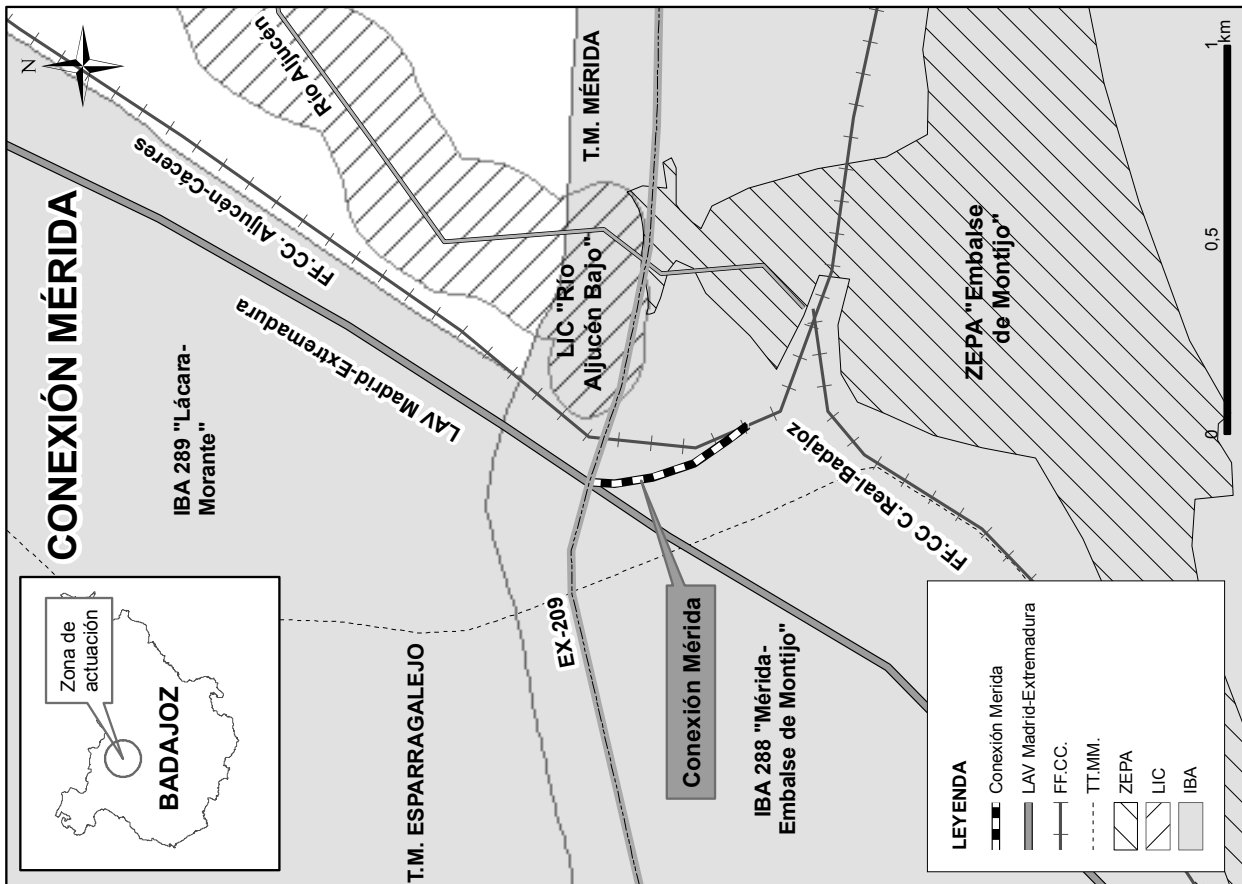 CONEXIÓN MÉRIDA
N
Zona de
actuación
BADAJOZ
IBA 289 "Lácara-
Morante"
LAV Madrid-Extremadura
FF.CC. Aljucén-Cáceres
Río Aljucén
T.M. ESPARRAGALEJO
EX-209
LIC "Río
Aljucén Bajo"
T.M. MÉRIDA
Conexión Mérida
IBA 288 "Mérida-
Embalse de Montijo"
FF.CC C.Real-Badajoz
ZEPA "Embalse
de Montijo"
LEYENDA
Conexión Merida
LAV Madrid-Extremadura
FF.CC.
TT.MM.
ZEPA
LIC
IBA
0
0,5
1
km